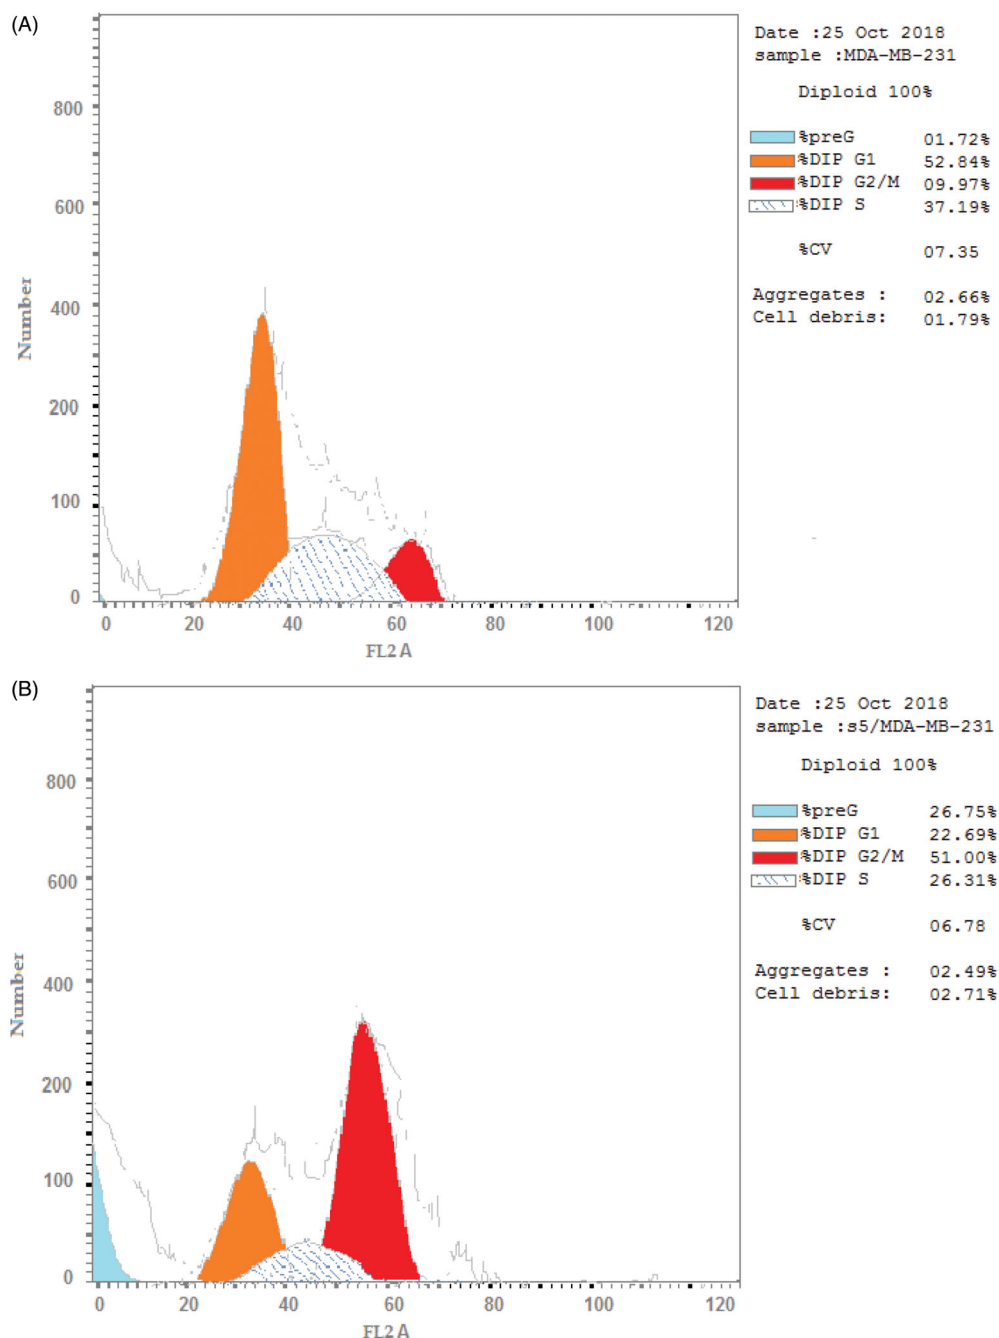 (A)
Date :25 Oct 2018
sample :MDA-MB-231
Diploid 100%
%preG 01.72%
%DIP G1 52.84%
%DIP G2/M 09.97%
%DIP S 37.19%
%CV 07.35
Aggregates : 02.66%
Cell debris: 01.79%
Number
800
600
400
200
100
0
0 20 40 60 80 100 120
FL2A
(B)
Date :25 Oct 2018
sample :s5/MDA-MB-231
Diploid 100%
%preG 26.75%
%DIP G1 22.69%
%DIP G2/M 51.00%
%DIP S 26.31%
%CV 06.78
Aggregates : 02.49%
Cell debris: 02.71%
Number
800
600
400
200
100
0
0 20 40 60 80 100 120
FL2A